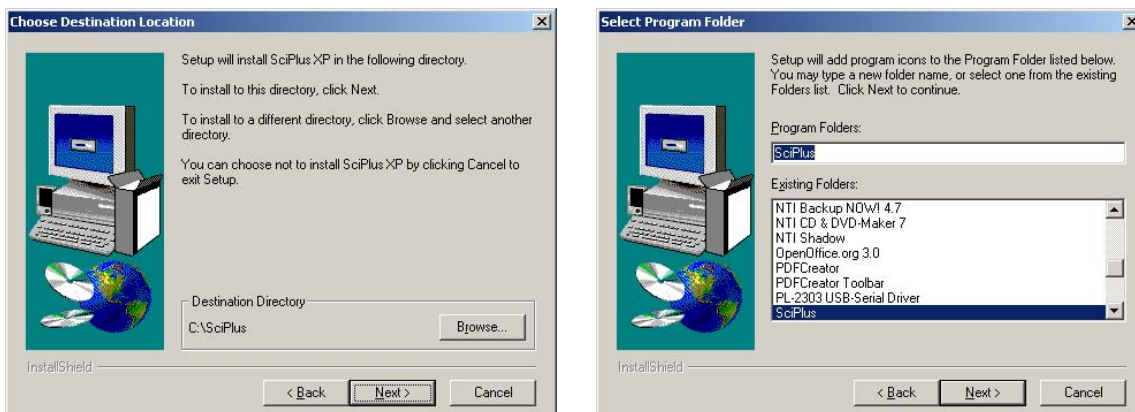 Choose Destination Location
Setup will install SciPlus XP in the following directory.
To install to this directory, click Next.
To install to a different directory, click Browse and select another
directory.
You can choose not to install SciPlus XP by clicking Cancel to
exit Setup.
Destination Directory
C:\SciPlus
Browse...
InstallShield
< Back
Next >
Cancel
Select Program Folder
Setup will add program icons to the Program Folder listed below.
You may type a new folder name, or select one from the existing
Folders list. Click Next to continue.
Program Folders:
SciPlus
Existing Folders:
NTI Backup NOW! 4.7
NTI CD & DVD-Maker 7
NTI Shadow
OpenOffice.org 3.0
PDFCreator
PDFCreator Toolbar
PL-2303 USB-Serial Driver
SciPlus
InstallShield
< Back
Next >
Cancel